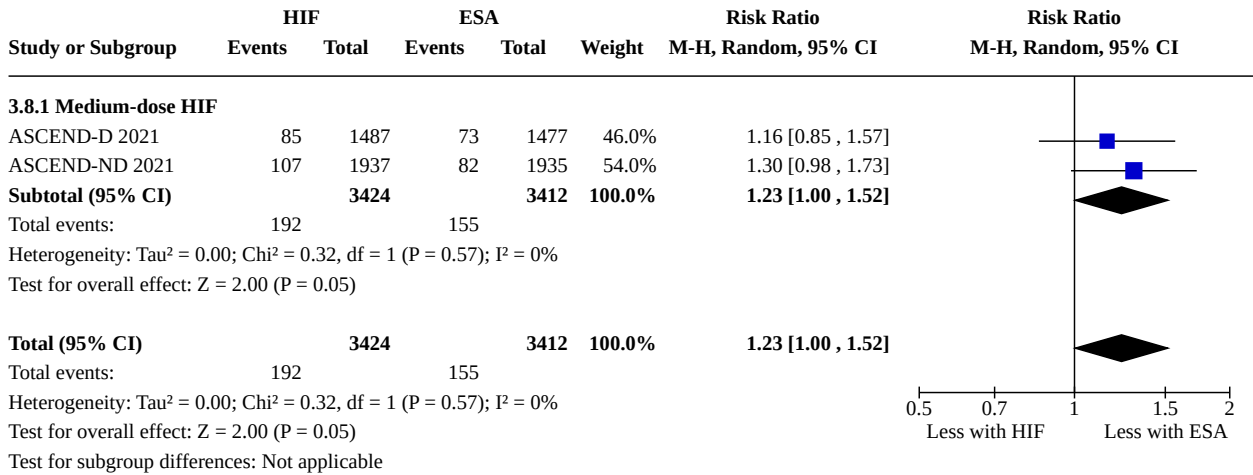 HIF ESA Risk Ratio Risk Ratio
Study or Subgroup Events Total Events Total Weight M-H, Random, 95% CI M-H, Random, 95% CI
3.8.1 Medium-dose HIF
ASCEND-D 2021 85 1487 73 1477 46.0% 1.16 [0.85 , 1.57]
ASCEND-ND 2021 107 1937 82 1935 54.0% 1.30 [0.98 , 1.73]
Subtotal (95% CI) 3424 3412 100.0% 1.23 [1.00 , 1.52]
Total events: 192 155
Heterogeneity: Tau² = 0.00; Chi² = 0.32, df = 1 (P = 0.57); I² = 0%
Test for overall effect: Z = 2.00 (P = 0.05)
Total (95% CI) 3424 3412 100.0% 1.23 [1.00 , 1.52]
Total events: 192 155
Heterogeneity: Tau² = 0.00; Chi² = 0.32, df = 1 (P = 0.57); I² = 0%
0.5 0.7 1 1.5 2
Test for overall effect: Z = 2.00 (P = 0.05) Less with HIF Less with ESA
Test for subgroup differences: Not applicable